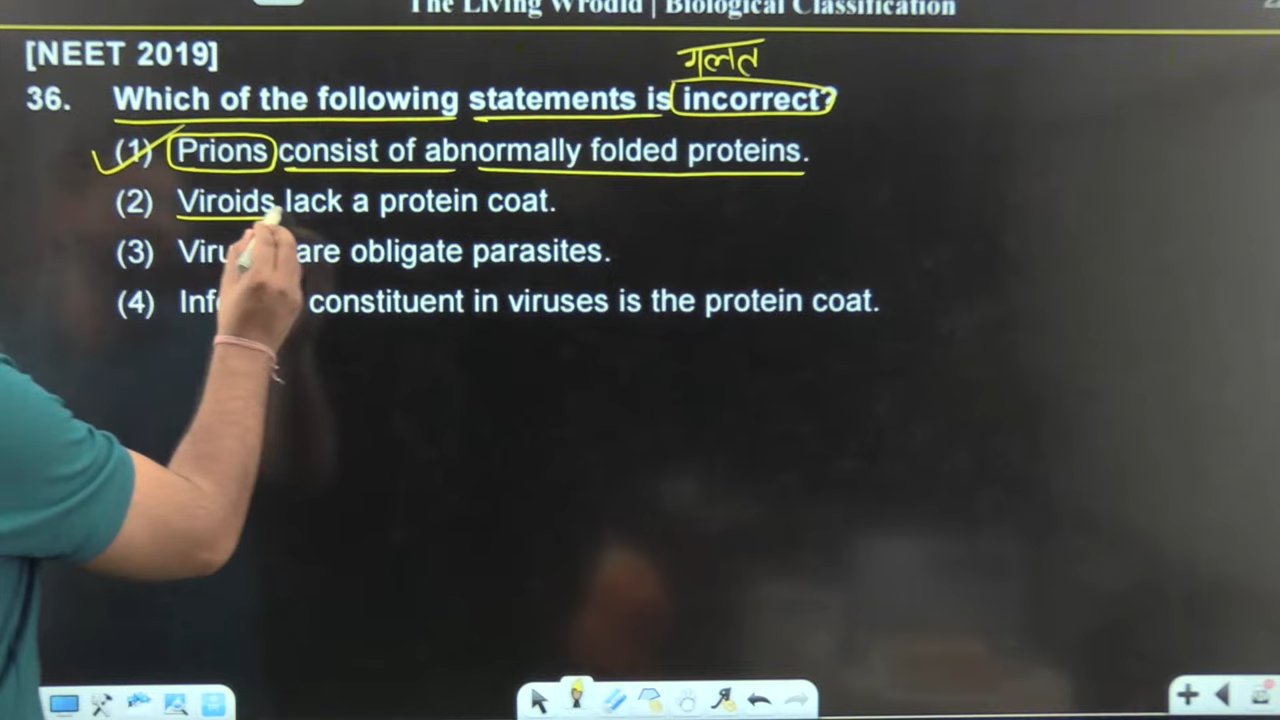 The Living Wrodld | Biological Classification
[NEET 2019]
गलत
36. Which of the following statements is incorrect?
(1) Prions consist of abnormally folded proteins.
(2) Viroids lack a protein coat.
(3) are obligate parasites.
(4) constituent in viruses is the protein coat.